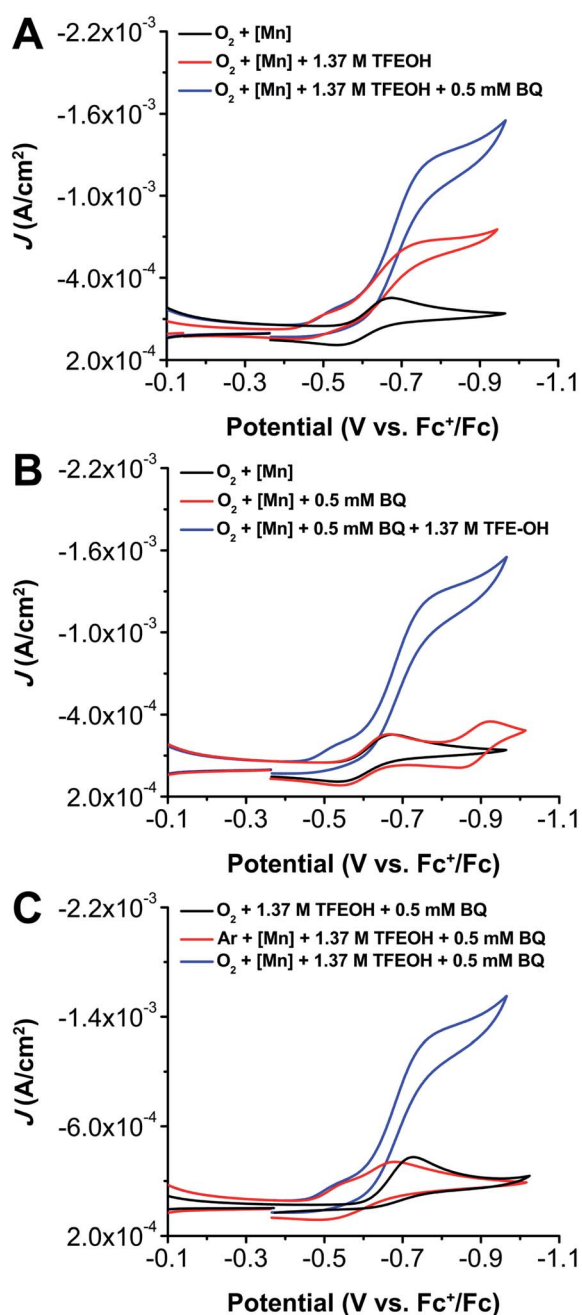 A
O₂ + [Mn]
O₂ + [Mn] + 1.37 M TFEOH
O₂ + [Mn] + 1.37 M TFEOH + 0.5 mM BQ
-2.2x10⁻³
-1.6x10⁻³
-1.0x10⁻³
-4.0x10⁻⁴
2.0x10⁻⁴
J (A/cm²)
-0.1 -0.3 -0.5 -0.7 -0.9 -1.1
Potential (V vs. Fc⁺/Fc)
B
O₂ + [Mn]
O₂ + [Mn] + 0.5 mM BQ
O₂ + [Mn] + 0.5 mM BQ + 1.37 M TFE-OH
-2.2x10⁻³
-1.6x10⁻³
-1.0x10⁻³
-4.0x10⁻⁴
2.0x10⁻⁴
J (A/cm²)
-0.1 -0.3 -0.5 -0.7 -0.9 -1.1
Potential (V vs. Fc⁺/Fc)
C
O₂ + 1.37 M TFEOH + 0.5 mM BQ
Ar + [Mn] + 1.37 M TFEOH + 0.5 mM BQ
O₂ + [Mn] + 1.37 M TFEOH + 0.5 mM BQ
-2.2x10⁻³
-1.4x10⁻³
-6.0x10⁻⁴
2.0x10⁻⁴
J (A/cm²)
-0.1 -0.3 -0.5 -0.7 -0.9 -1.1
Potential (V vs. Fc⁺/Fc)